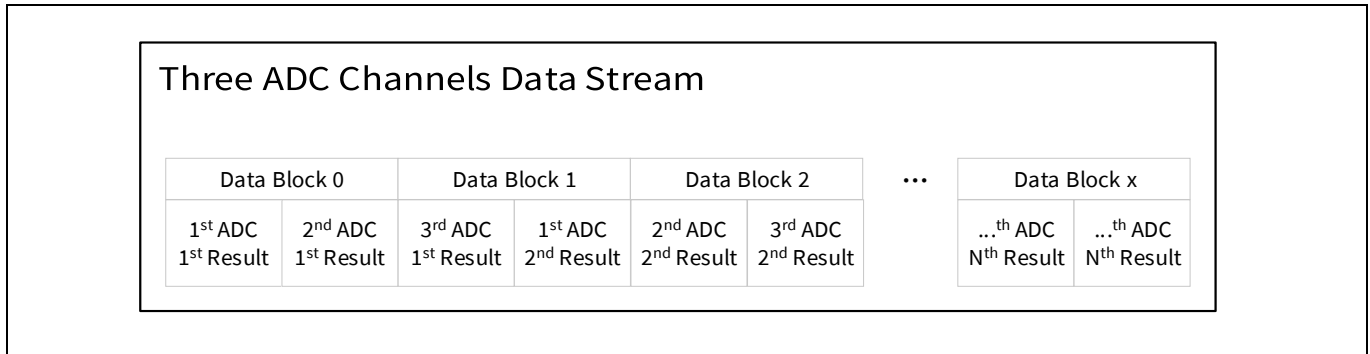 Three ADC Channels Data Stream
Data Block 0 Data Block 1 Data Block 2 ... Data Block x
1st ADC 2nd ADC 3rd ADC 1st ADC 2nd ADC 3rd ADC ...th ADC ...th ADC
1st Result 1st Result 1st Result 2nd Result 2nd Result 2nd Result Nth Result Nth Result